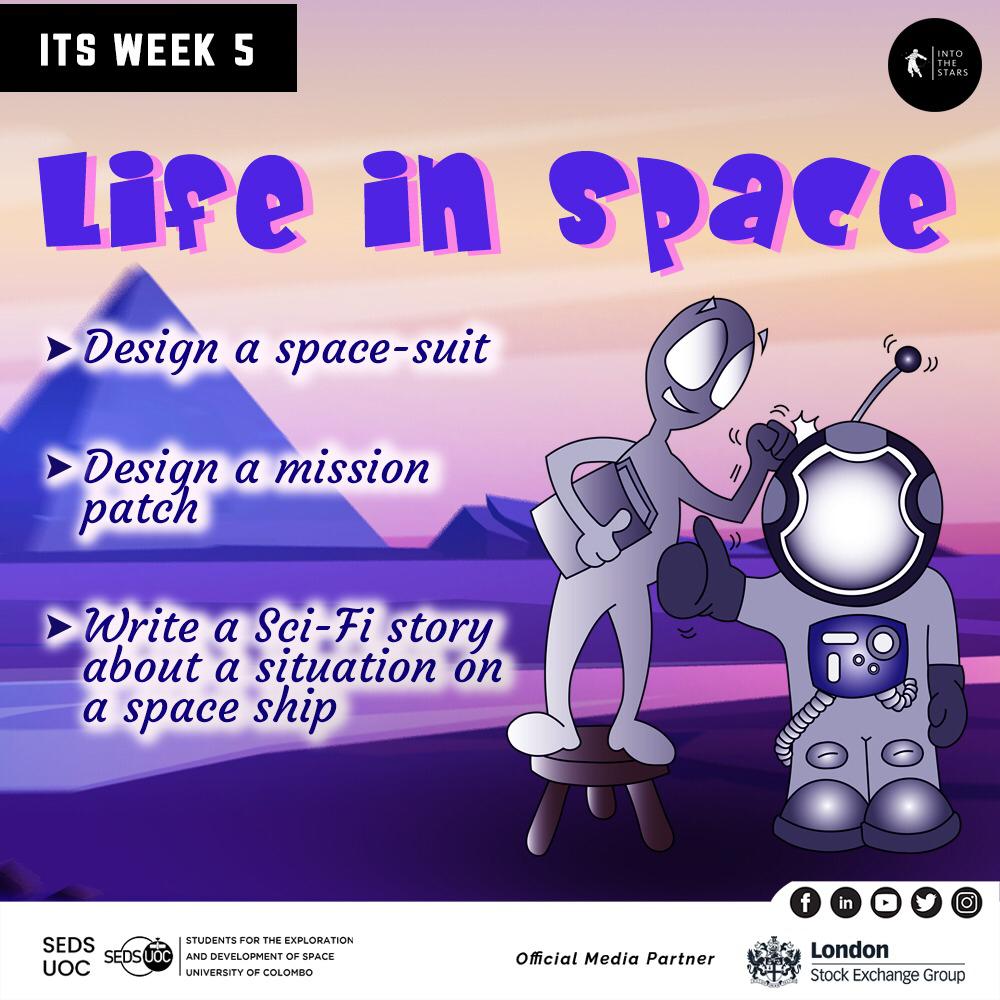 ITS WEEK 5
INTO
THE
STARS
Life in space
➤ Design a space-suit
➤ Design a mission
patch
➤ Write a Sci-Fi story
about a situation on
a space ship
SEDS
UOC
SEDS UOC
STUDENTS FOR THE EXPLORATION
AND DEVELOPMENT OF SPACE
UNIVERSITY OF COLOMBO
Official Media Partner
London
Stock Exchange Group